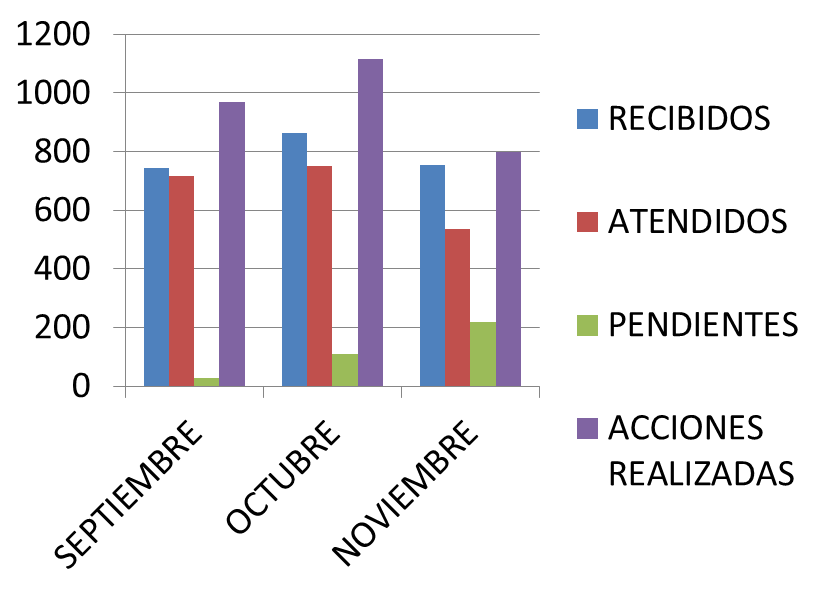 1200
1000
800
600
400
200
0
SEPTIEMBRE
OCTUBRE
NOVIEMBRE
RECIBIDOS
ATENDIDOS
PENDIENTES
ACCIONES
REALIZADAS